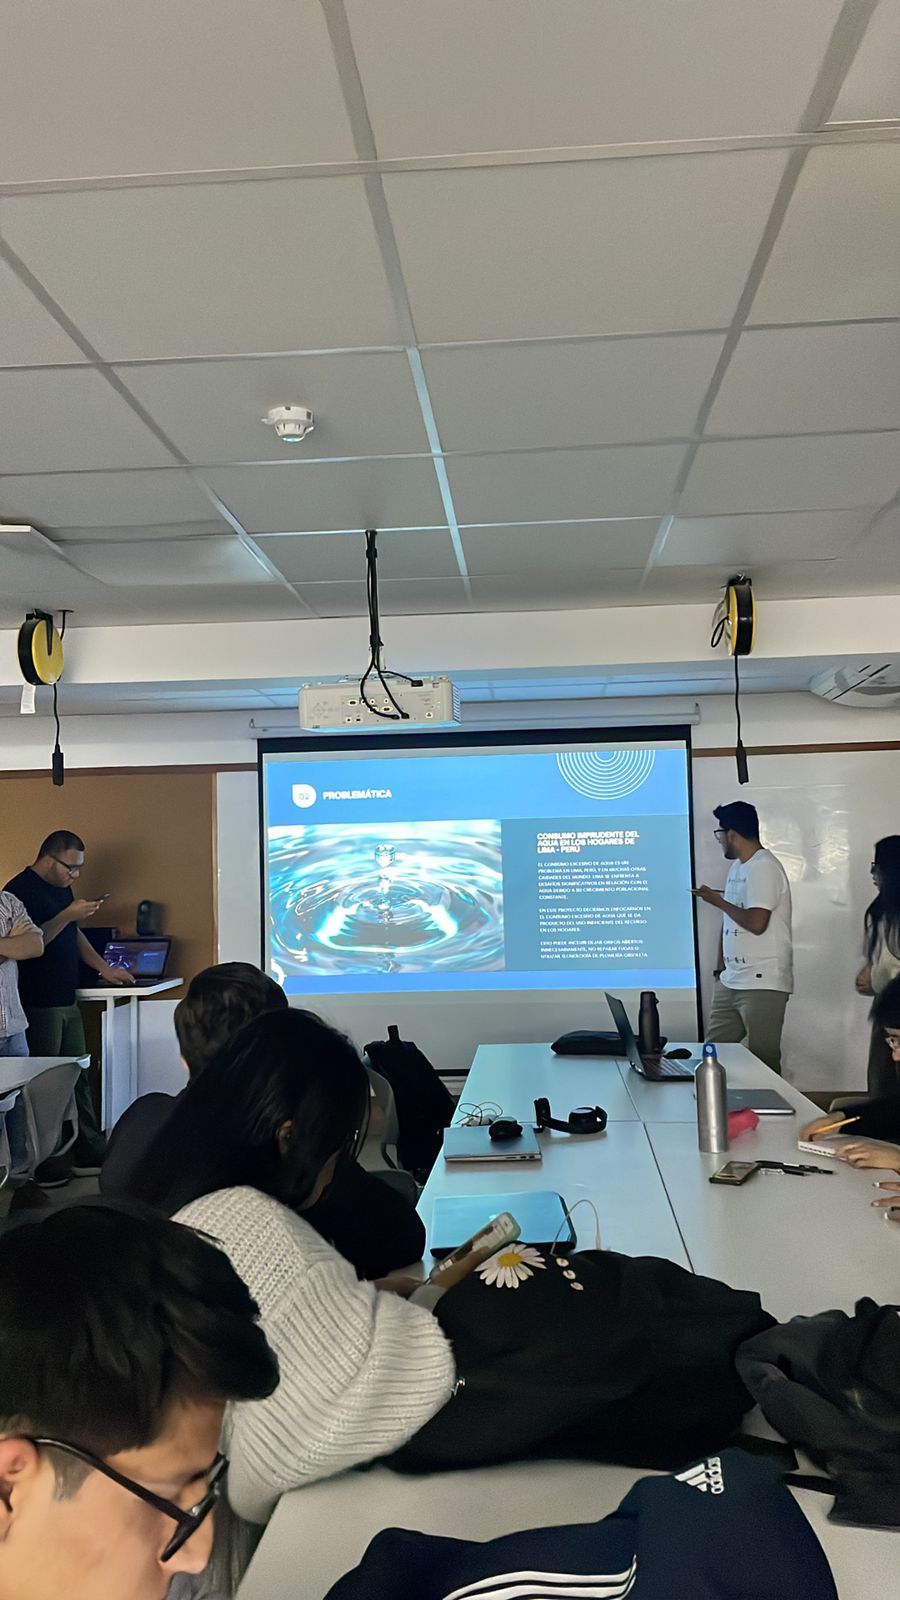 02 PROBLEMÁTICA
CONSUMO IMPRUDENTE DEL
AGUA EN LOS HOGARES DE
LIMA - PERÚ
EL CONSUMO EXCESIVO DE AGUA ES UN
PROBLEMA EN LIMA, PERÚ, Y EN MUCHAS OTRAS
CIUDADES DEL MUNDO. LIMA SE ENFRENTA A
DESAFÍOS SIGNIFICATIVOS EN RELACIÓN CON EL
AGUA DEBIDO A SU CRECIMIENTO POBLACIONAL
CONSTANTE.
EN ESTE PROYECTO DECIDIMOS ENFOCARNOS EN
EL CONSUMO EXCESIVO DE AGUA QUE SE DA
PRODUCTO DEL USO INEFICIENTE DEL RECURSO
EN LOS HOGARES.
ESTO PUEDE INCLUIR DEJAR GRIFOS ABIERTOS
INNECESARIAMENTE, NO REPARAR FUGAS O
UTILIZAR TECNOLOGÍA DE PLOMERÍA OBSOLETA.
adidas